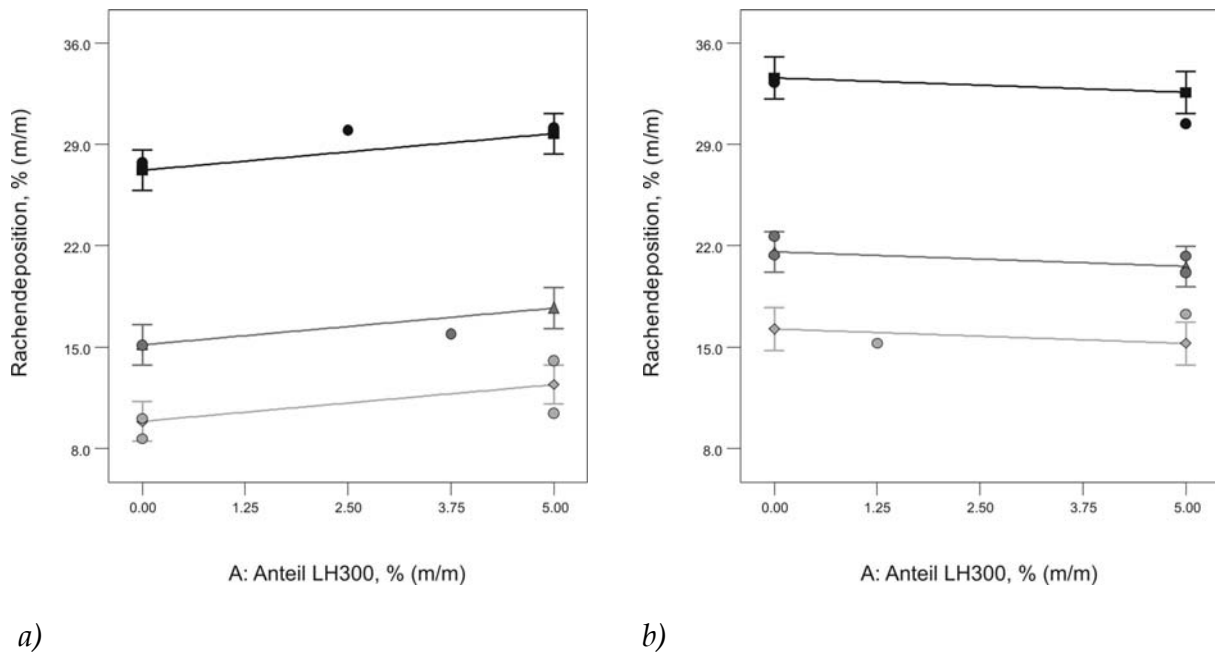 36.0
29.0
22.0
15.0
8.0
Rachendeposition, % (m/m)
0.00 1.25 2.50 3.75 5.00
A: Anteil LH300, % (m/m)
a)
36.0
29.0
22.0
15.0
8.0
Rachendeposition, % (m/m)
0.00 1.25 2.50 3.75 5.00
A: Anteil LH300, % (m/m)
b)